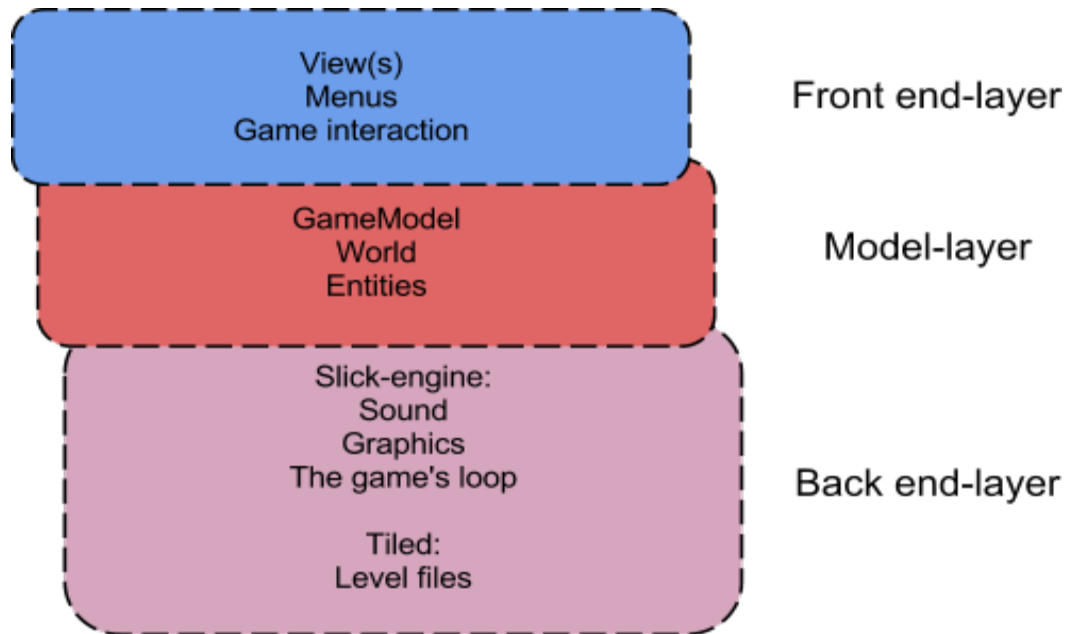 View(s)
Menus
Game interaction
Front end-layer
GameModel
World
Entities
Model-layer
Slick-engine:
Sound
Graphics
The game's loop
Tiled:
Level files
Back end-layer